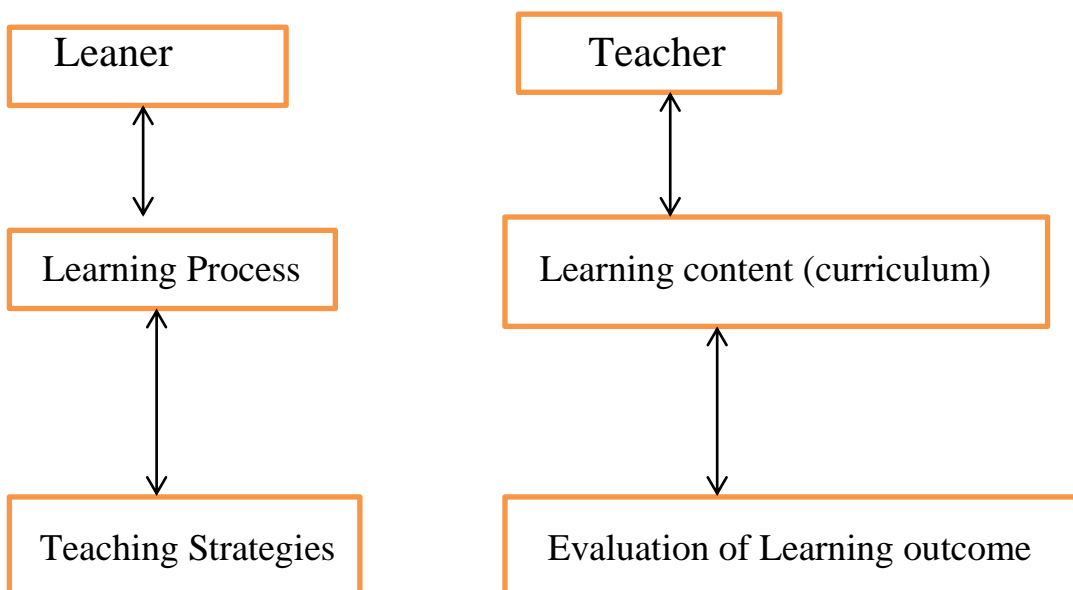 Leaner
Teacher
Learning Process
Learning content (curriculum)
Teaching Strategies
Evaluation of Learning outcome